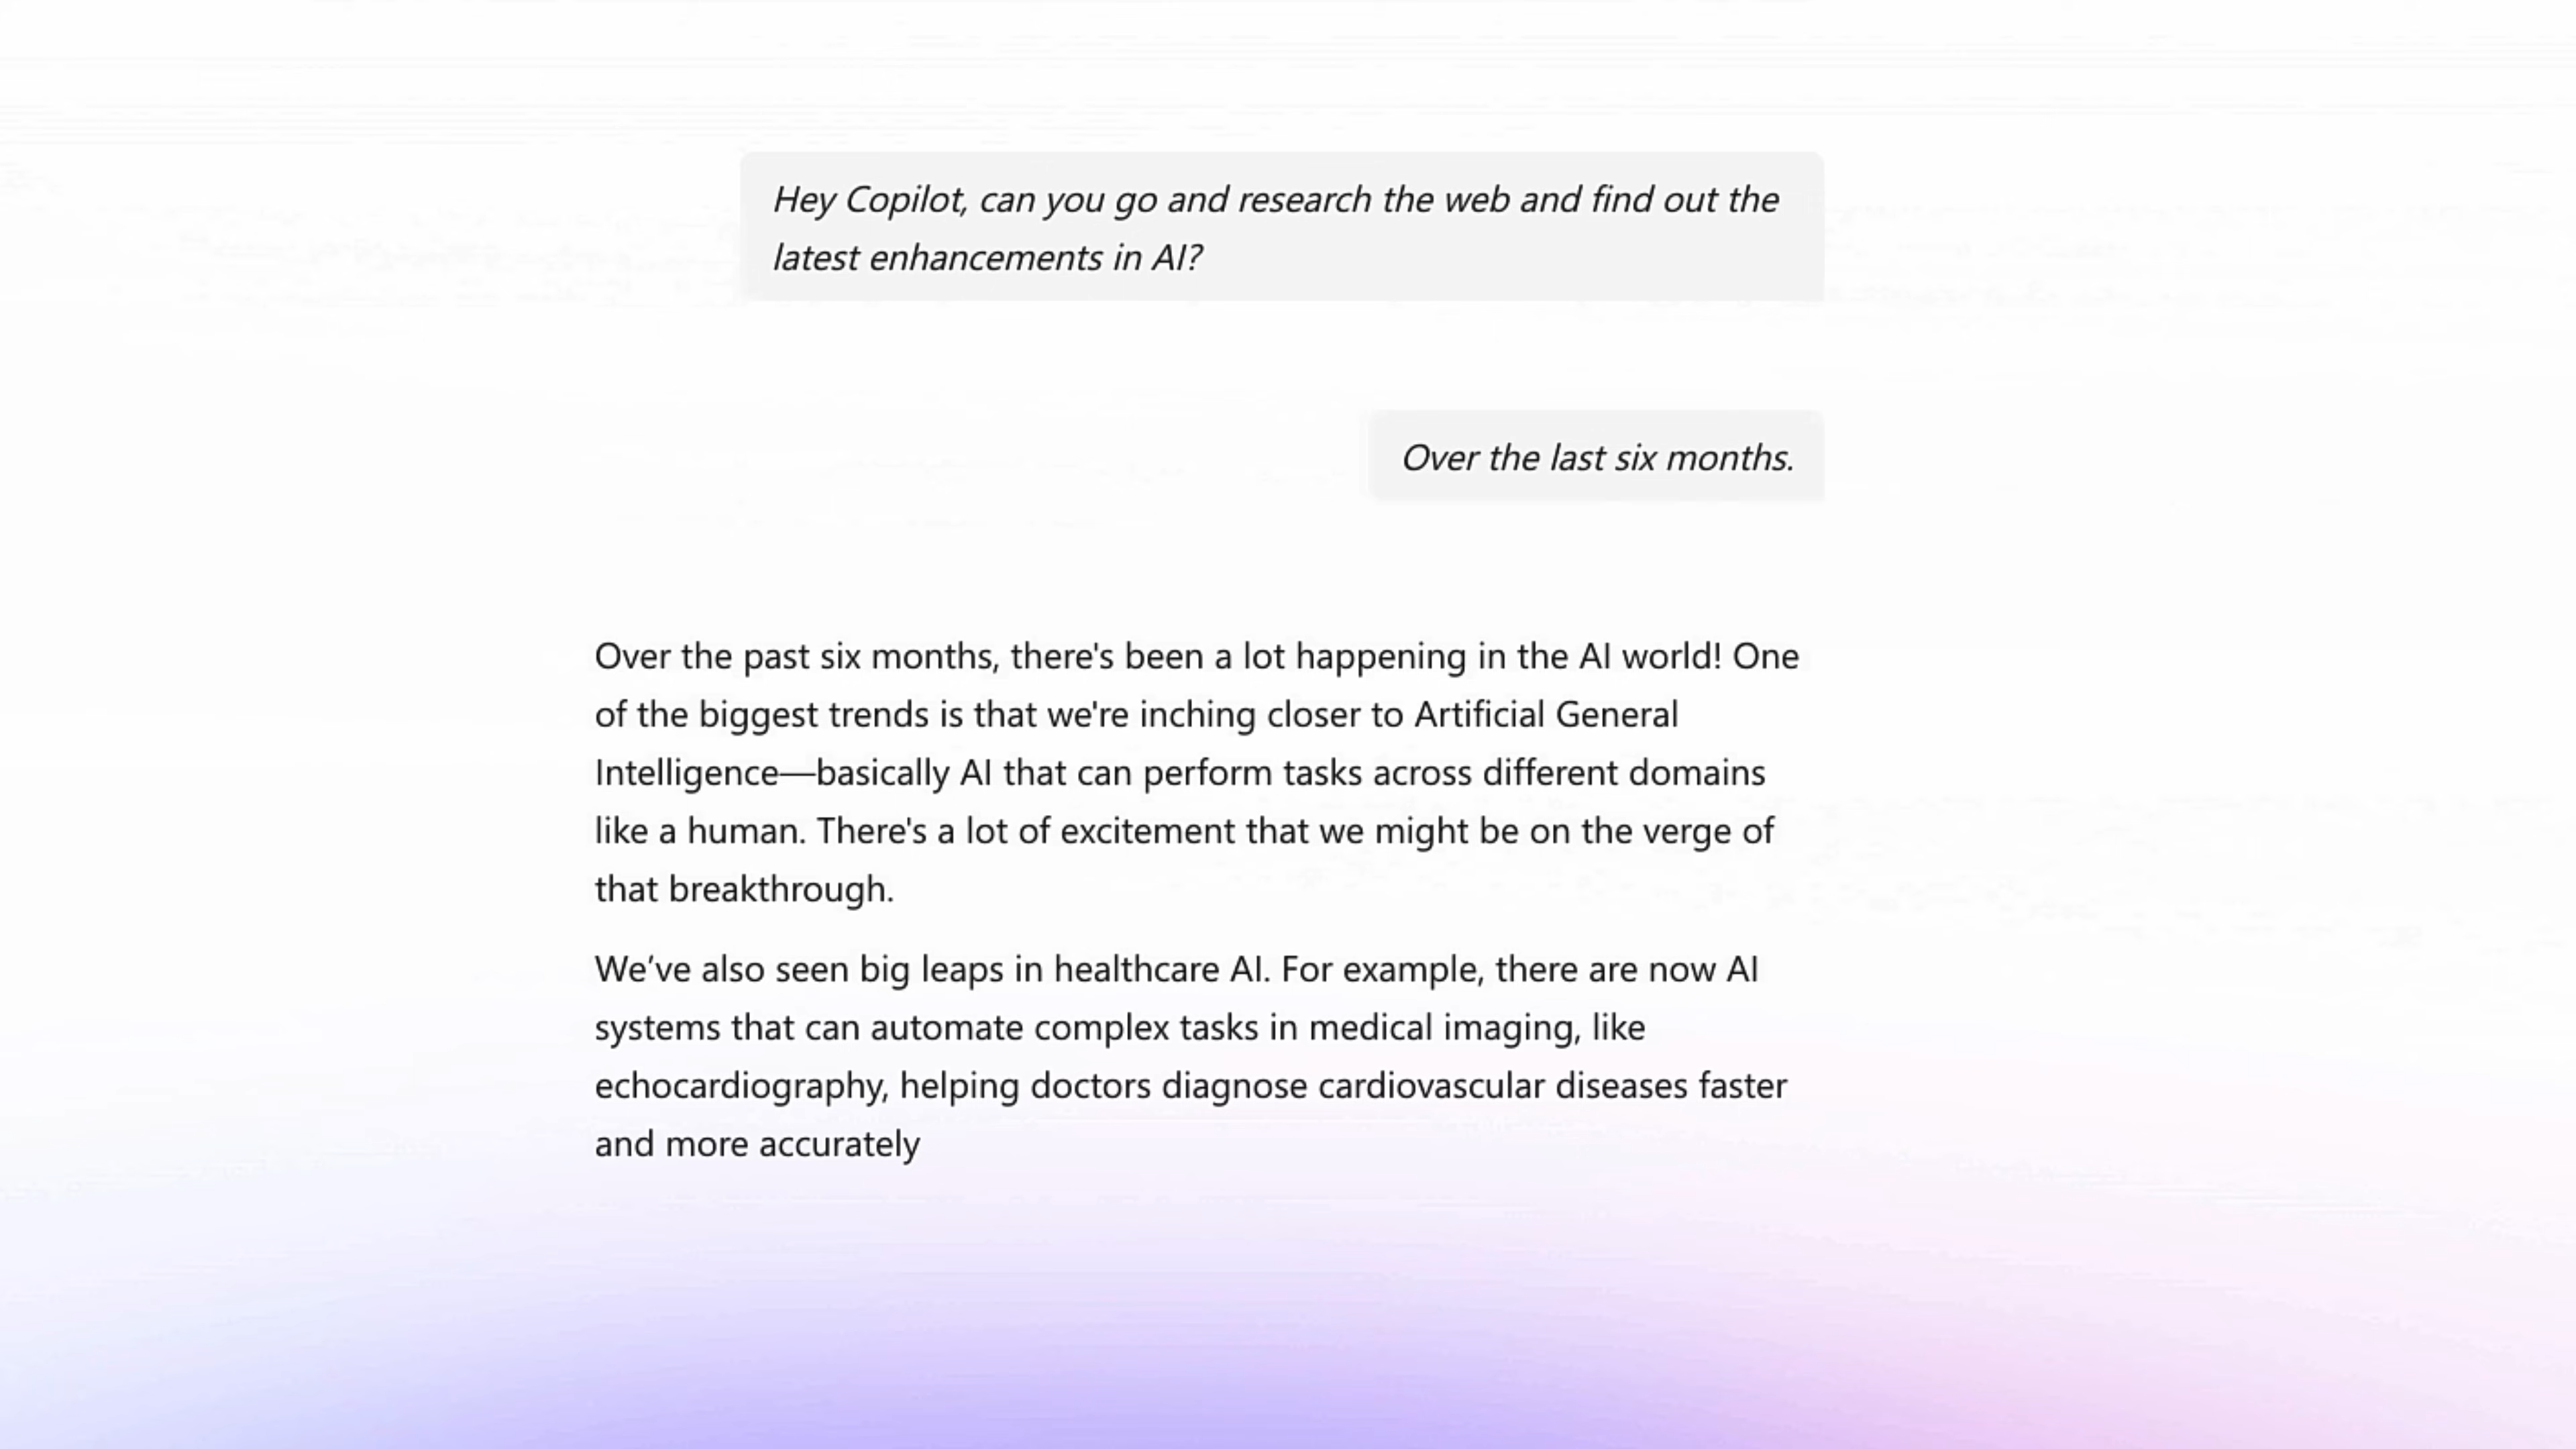 Hey Copilot, can you go and research the web and find out the
latest enhancements in AI?
Over the last six months.
Over the past six months, there's been a lot happening in the AI world! One
of the biggest trends is that we're inching closer to Artificial General
Intelligence—basically AI that can perform tasks across different domains
like a human. There's a lot of excitement that we might be on the verge of
that breakthrough.
We’ve also seen big leaps in healthcare AI. For example, there are now AI
systems that can automate complex tasks in medical imaging, like
echocardiography, helping doctors diagnose cardiovascular diseases faster
and more accurately